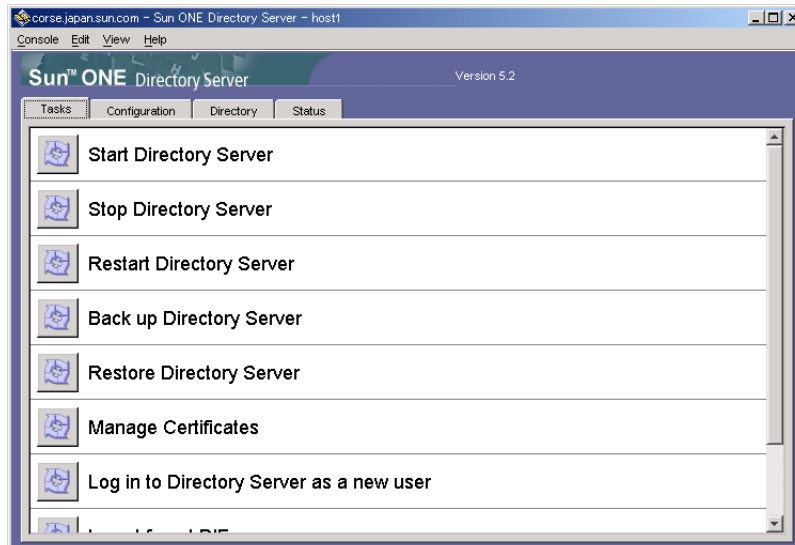 corse.japan.sun.com - Sun ONE Directory Server - host1
Console Edit View Help
Sun™ ONE Directory Server
Version 5.2
Tasks Configuration Directory Status
Start Directory Server
Stop Directory Server
Restart Directory Server
Back up Directory Server
Restore Directory Server
Manage Certificates
Log in to Directory Server as a new user